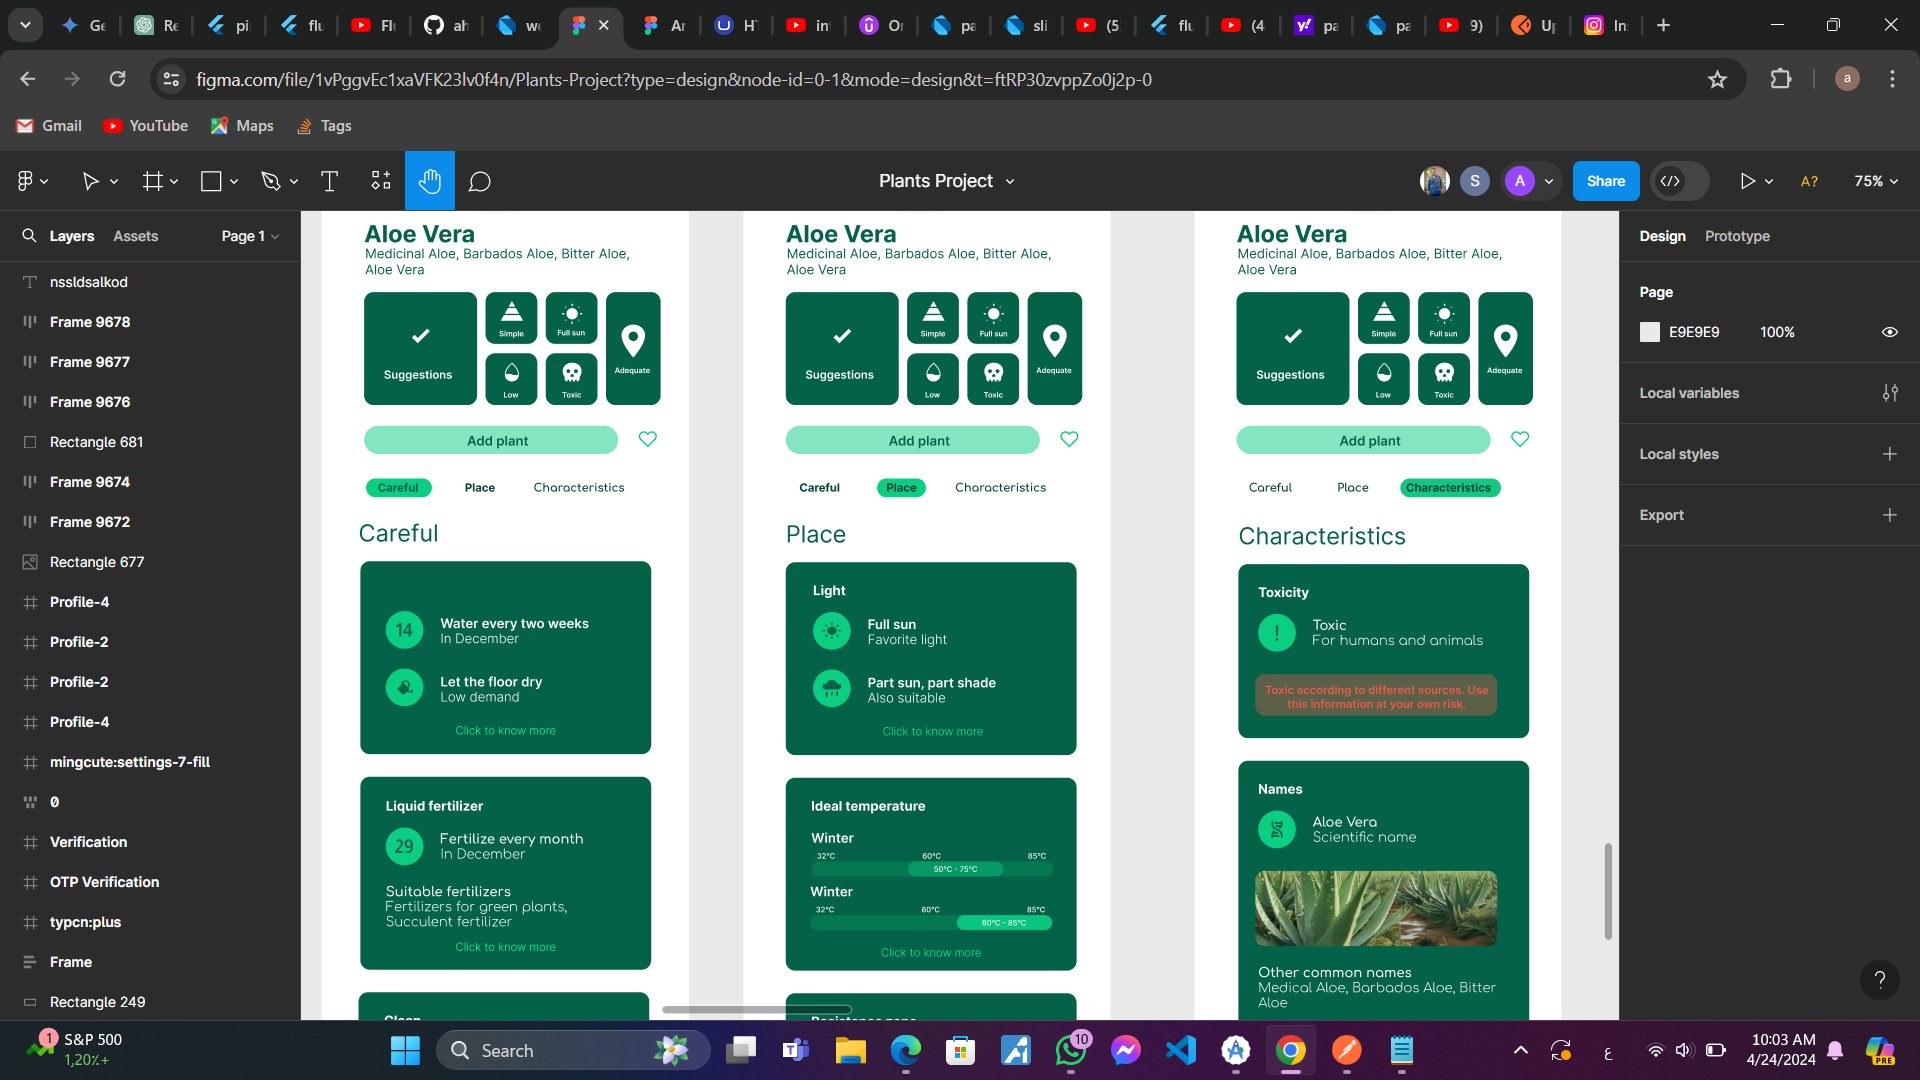 Ge
Re
pi
flu
Flu
ah
we
Ar
HT
int
Or
pa
sli
(5
flu
(4
pa
pa
9)
Up
In:
figma.com/file/1vPggvEc1xaVFK23lv0f4n/Plants-Project?type=design&node-id=0-1&mode=design&t=ftRP30zvppZo0j2p-0
a
Gmail
YouTube
Maps
Tags
Plants Project
S
A
Share
A?
75%
Layers
Assets
Page 1
nssldsalkod
Frame 9678
Frame 9677
Frame 9676
Rectangle 681
Frame 9674
Frame 9672
Rectangle 677
Profile-4
Profile-2
Profile-2
Profile-4
mingcute:settings-7-fill
0
Verification
OTP Verification
typcn:plus
Frame
Rectangle 249
Aloe Vera
Medicinal Aloe, Barbados Aloe, Bitter Aloe,
Aloe Vera
Suggestions
Simple
Full sun
Low
Toxic
Adequate
Add plant
Careful
Place
Characteristics
Careful
14
Water every two weeks
In December
Let the floor dry
Low demand
Click to know more
Liquid fertilizer
29
Fertilize every month
In December
Suitable fertilizers
Fertilizers for green plants,
Succulent fertilizer
Click to know more
Clean
Aloe Vera
Medicinal Aloe, Barbados Aloe, Bitter Aloe,
Aloe Vera
Suggestions
Simple
Full sun
Low
Toxic
Adequate
Add plant
Careful
Place
Characteristics
Place
Light
Full sun
Favorite light
Part sun, part shade
Also suitable
Click to know more
Ideal temperature
Winter
32°C
60°C
85°C
50°C - 75°C
Winter
32°C
60°C
85°C
60°C - 85°C
Click to know more
Resistance zone
Aloe Vera
Medicinal Aloe, Barbados Aloe, Bitter Aloe,
Aloe Vera
Suggestions
Simple
Full sun
Low
Toxic
Adequate
Add plant
Careful
Place
Characteristics
Characteristics
Toxicity
!
Toxic
For humans and animals
Toxic according to different sources. Use
this information at your own risk.
Names
Aloe Vera
Scientific name
Other common names
Medical Aloe, Barbados Aloe, Bitter
Aloe
Design
Prototype
Page
E9E9E9
100%
Local variables
Local styles
Export
?
1
S&P 500
1,20٪+
Search
10
ع
10:03 AM
4/24/2024
PRE